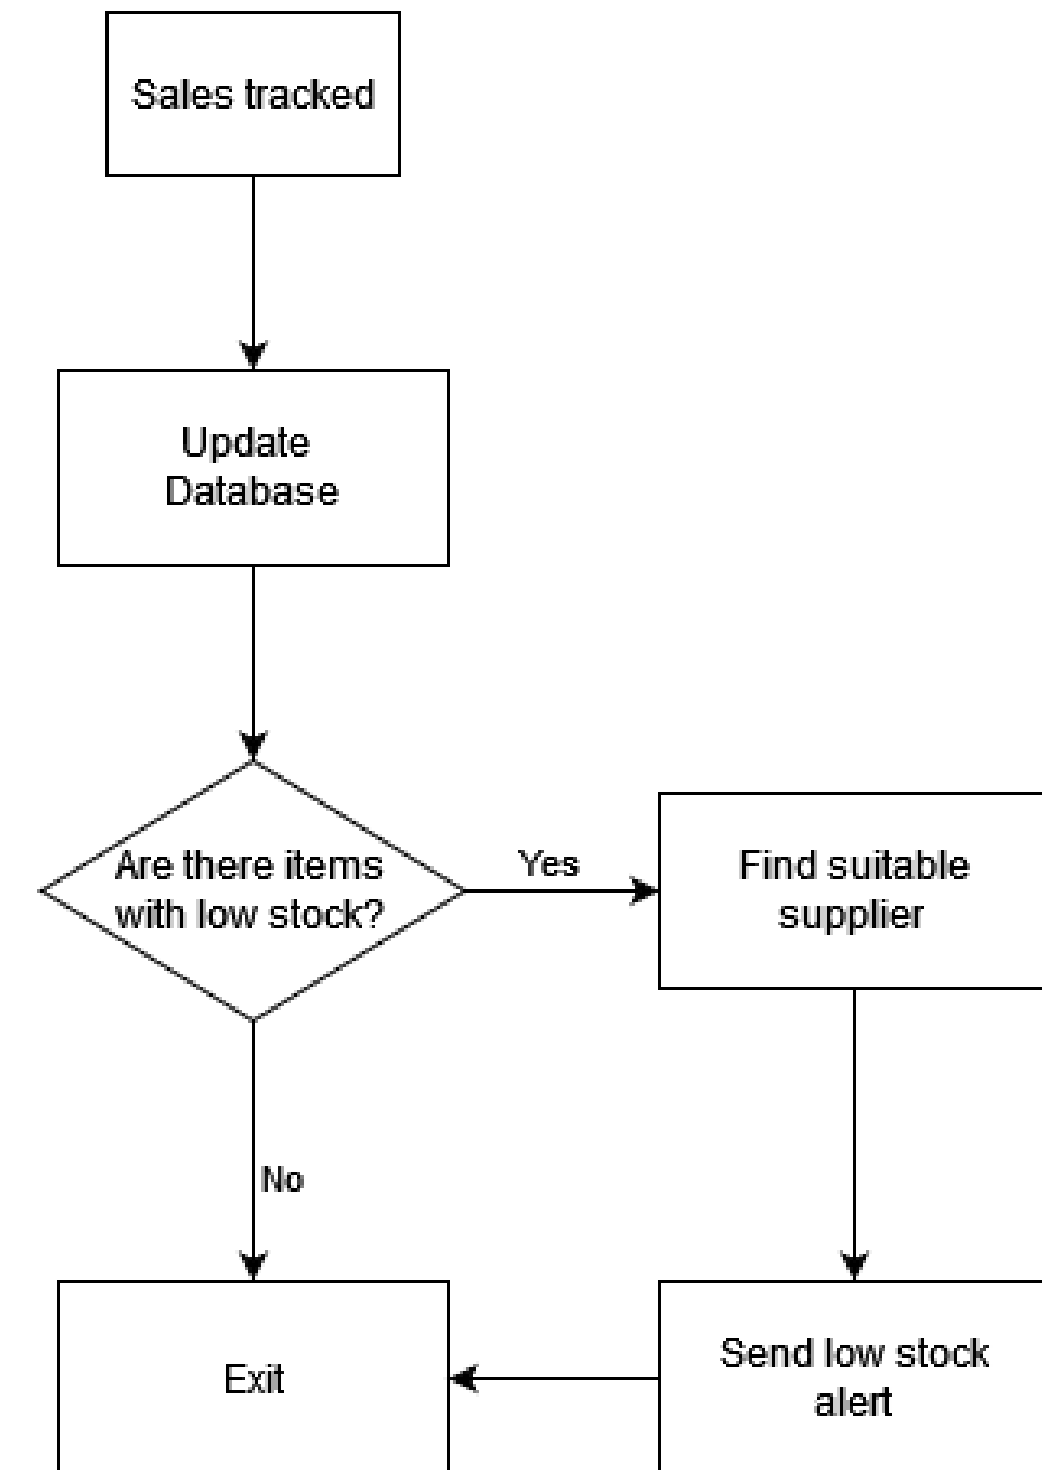 Sales tracked
Update
Database
Are there items
with low stock?
Yes
Find suitable
supplier
No
Exit
Send low stock
alert